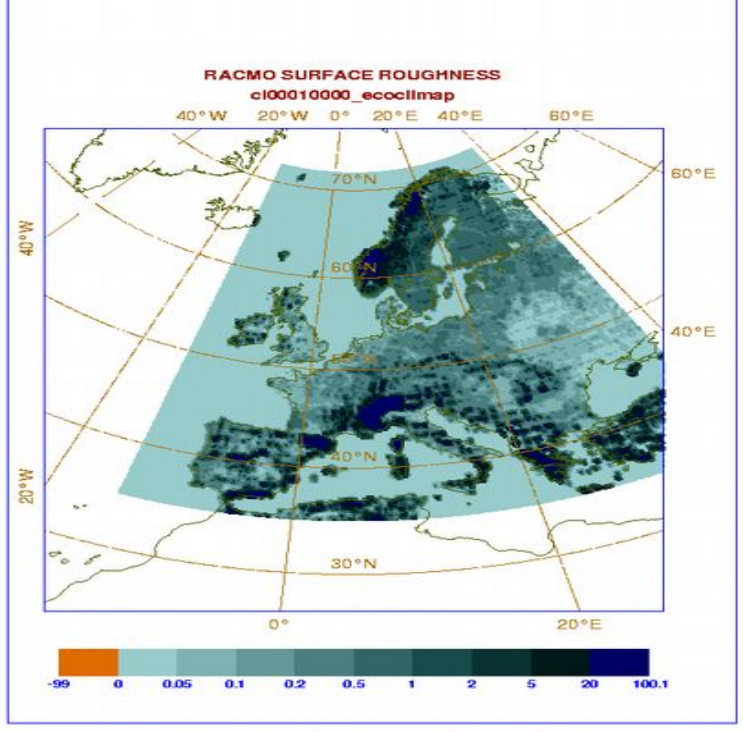 RACMO SURFACE ROUGHNESS
cl00010000_ecoclimap
40°W 20°W 0° 20°E 40°E 60°E
70°N
60°E
40°W
60°N
40°E
40°N
20°W
30°N
0° 20°E
-99 0 0.05 0.1 0.2 0.5 1 2 5 20 100.1